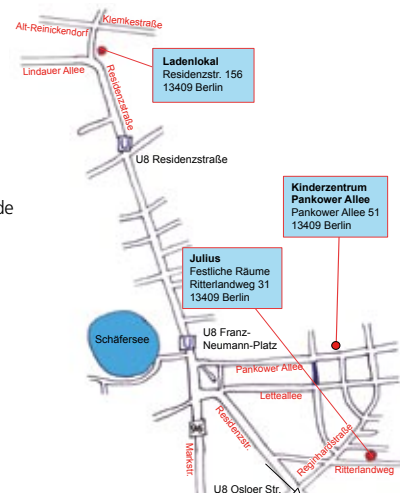 Klemkestraße
Alt-Reinickendorf
Lindauer Allee
Residenzstraße
Ladenlokal
Residenzstr. 156
13409 Berlin
U8 Residenzstraße
de
Kinderzentrum
Pankower Allee
Pankower Allee 51
13409 Berlin
Julius
Festliche Räume
Ritterlandweg 31
13409 Berlin
Schäfersee
U8 Franz-
Neumann-Platz
Pankower Allee
Letteallee
Residenzstr.
Markstr.
Reginhardstraße
Ritterlandweg
U8 Osloer Str.